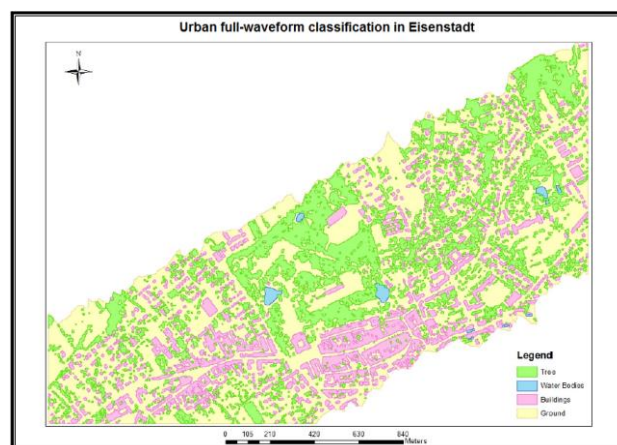 Urban full-waveform classification in Eisenstadt
N
Legend
Tree
Water Bodies
Buildings
Ground
0 105 210 420 630 840
Meters